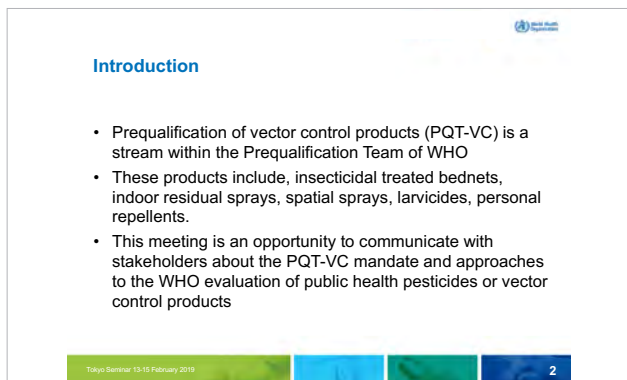 World Health
Organization
Introduction
• Prequalification of vector control products (PQT-VC) is a
stream within the Prequalification Team of WHO
• These products include, insecticidal treated bednets,
indoor residual sprays, spatial sprays, larvicides, personal
repellents.
• This meeting is an opportunity to communicate with
stakeholders about the PQT-VC mandate and approaches
to the WHO evaluation of public health pesticides or vector
control products
Tokyo Seminar 13-15 February 2019
2